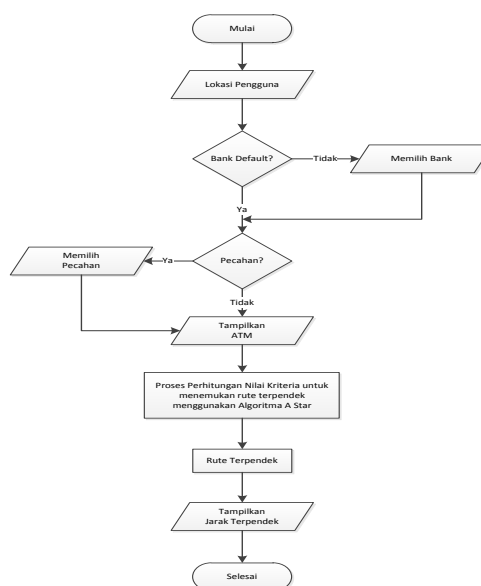 Mulai
Lokasi Pengguna
Bank Default?
Tidak
Memilih Bank
Ya
Memilih
Pecahan
Ya
Pecahan?
Tidak
Tampilkan
ATM
Proses Perhitungan Nilai Kriteria untuk
menemukan rute terpendek
menggunakan Algoritma A Star
Rute Terpendek
Tampilkan
Jarak Terpendek
Selesai